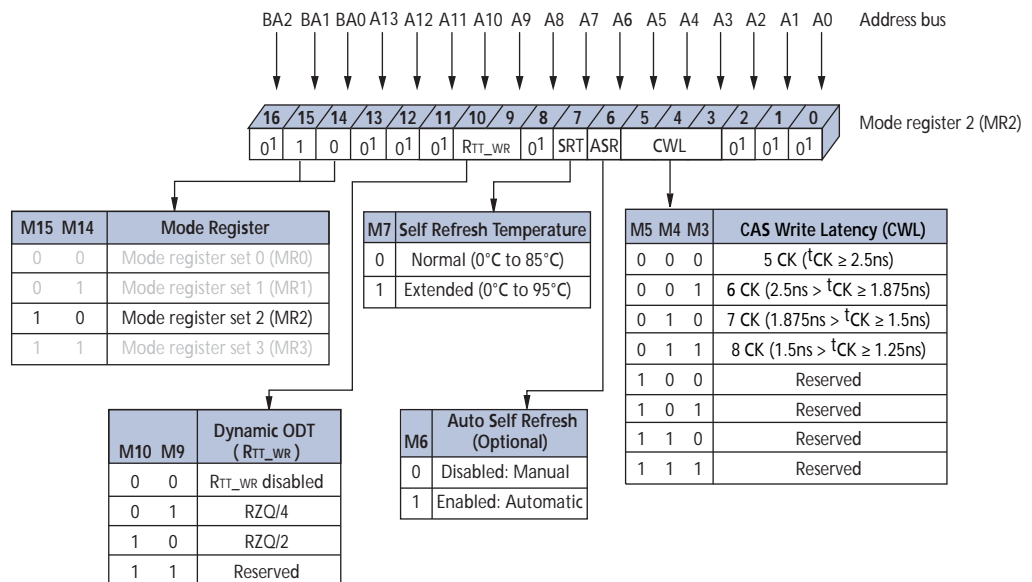 BA2 BA1 BA0 A13 A12 A11 A10 A9 A8 A7 A6 A5 A4 A3 A2 A1 A0 Address bus
16 15 14 13 12 11 10 9 8 7 6 5 4 3 2 1 0
Mode register 2 (MR2)
0¹ 1 0 0¹ 0¹ 0¹ RTT_WR 0¹ SRT ASR CWL 0¹ 0¹ 0¹
M15 M14 Mode Register
0 0 Mode register set 0 (MR0)
0 1 Mode register set 1 (MR1)
1 0 Mode register set 2 (MR2)
1 1 Mode register set 3 (MR3)
M7 Self Refresh Temperature
0 Normal (0°C to 85°C)
1 Extended (0°C to 95°C)
M5 M4 M3 CAS Write Latency (CWL)
0 0 0 5 CK (tCK ≥ 2.5ns)
0 0 1 6 CK (2.5ns > tCK ≥ 1.875ns)
0 1 0 7 CK (1.875ns > tCK ≥ 1.5ns)
0 1 1 8 CK (1.5ns > tCK ≥ 1.25ns)
1 0 0 Reserved
1 0 1 Reserved
1 1 0 Reserved
1 1 1 Reserved
M10 M9 Dynamic ODT
(RTT_WR)
0 0 RTT_WR disabled
0 1 RZQ/4
1 0 RZQ/2
1 1 Reserved
M6 Auto Self Refresh
(Optional)
0 Disabled: Manual
1 Enabled: Automatic